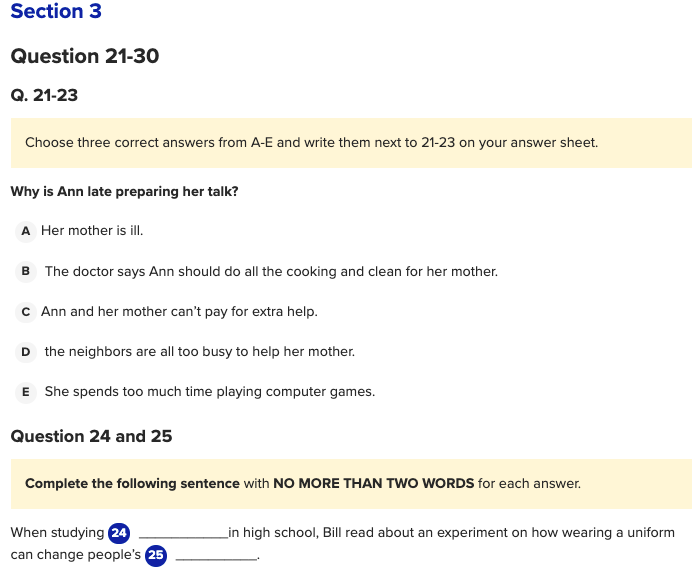 Section 3
Question 21-30
Q. 21-23
Choose three correct answers from A-E and write them next to 21-23 on your answer sheet.
Why is Ann late preparing her talk?
A Her mother is ill.
B The doctor says Ann should do all the cooking and clean for her mother.
C Ann and her mother can’t pay for extra help.
D the neighbors are all too busy to help her mother.
E She spends too much time playing computer games.
Question 24 and 25
Complete the following sentence with NO MORE THAN TWO WORDS for each answer.
When studying 24 ____________in high school, Bill read about an experiment on how wearing a uniform
can change people’s 25 ___________.